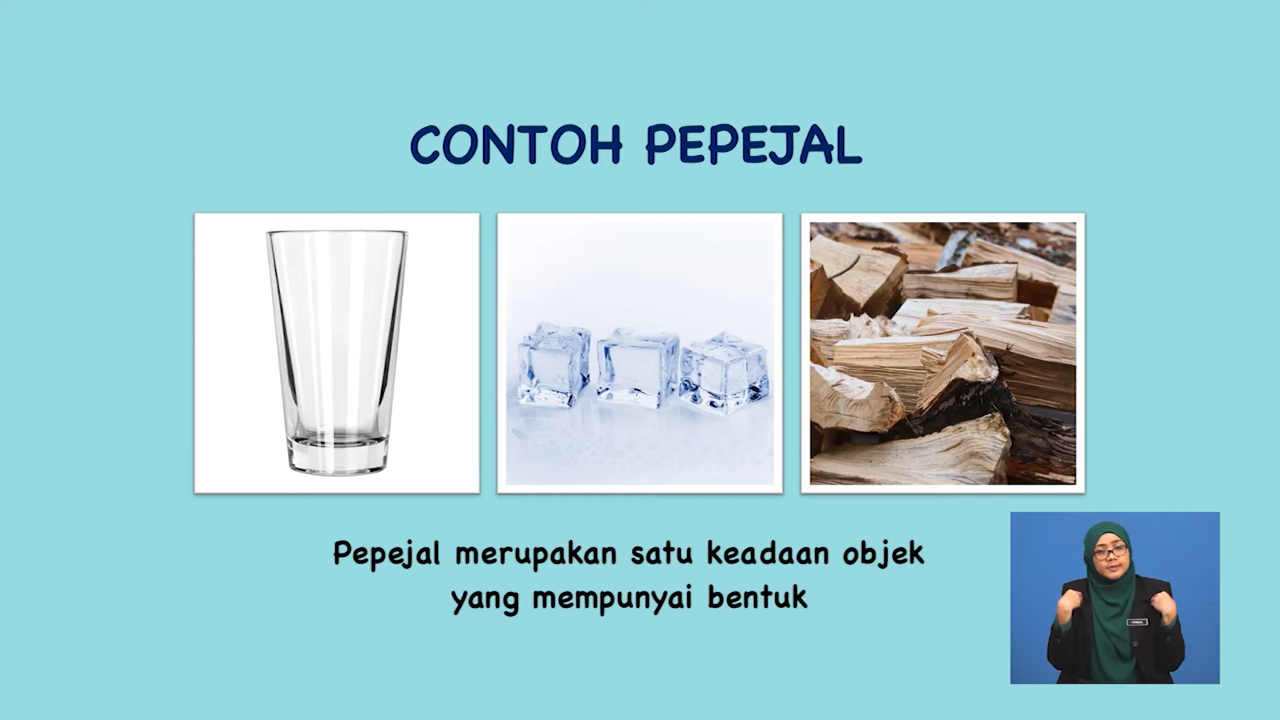 CONTOH PEPEJAL
Pepejal merupakan satu keadaan objek
yang mempunyai bentuk